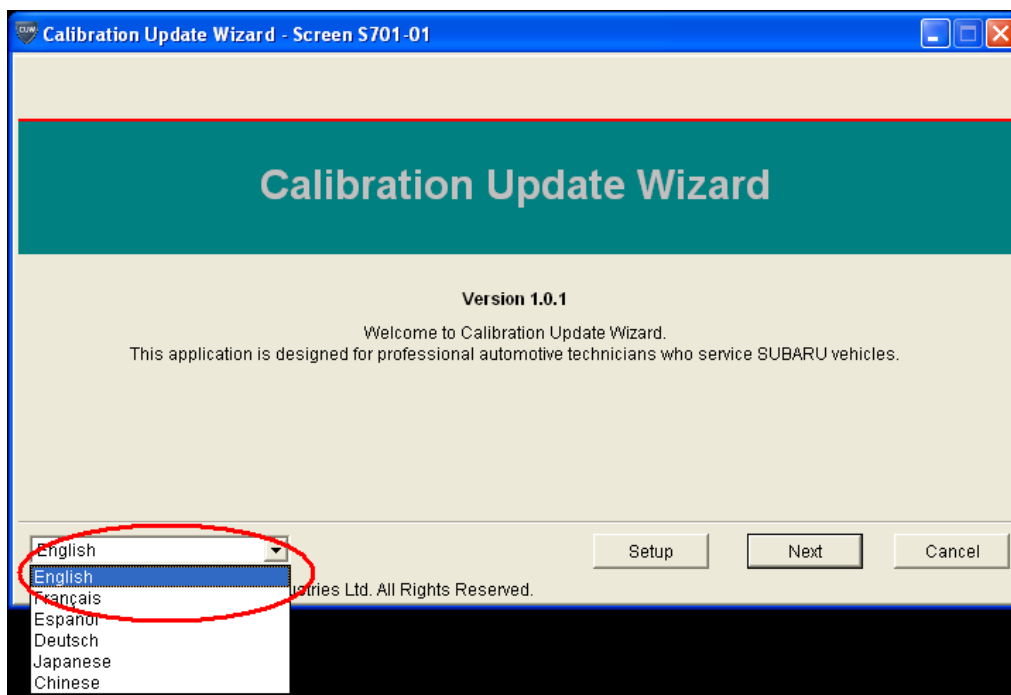 CUW Calibration Update Wizard - Screen S701-01
Calibration Update Wizard
Version 1.0.1
Welcome to Calibration Update Wizard.
This application is designed for professional automotive technicians who service SUBARU vehicles.
English
Setup
Next
Cancel
English
Français
Español
Deutsch
Japanese
Chinese
ustries Ltd. All Rights Reserved.